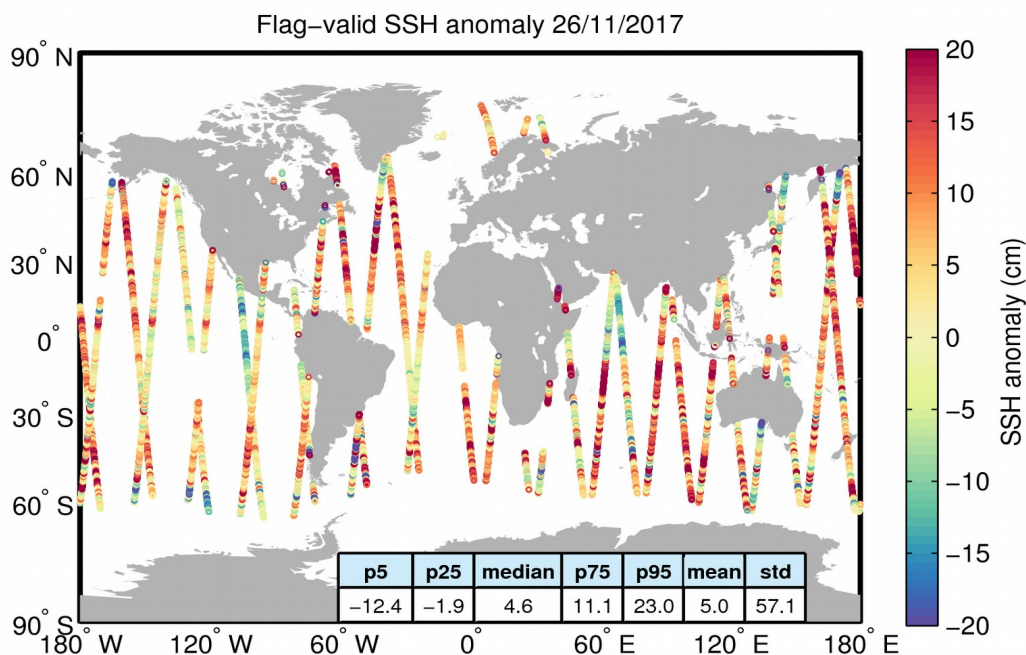 Flag−valid SSH anomaly 26/11/2017
90° N
60° N
30° N
0°
30° S
60° S
90° S
180° W
120° W
60° W
0°
60° E
120° E
180° E
p5 p25 median p75 p95 mean std
−12.4 −1.9 4.6 11.1 23.0 5.0 57.1
20
15
10
5
0
−5
−10
−15
−20
SSH anomaly (cm)